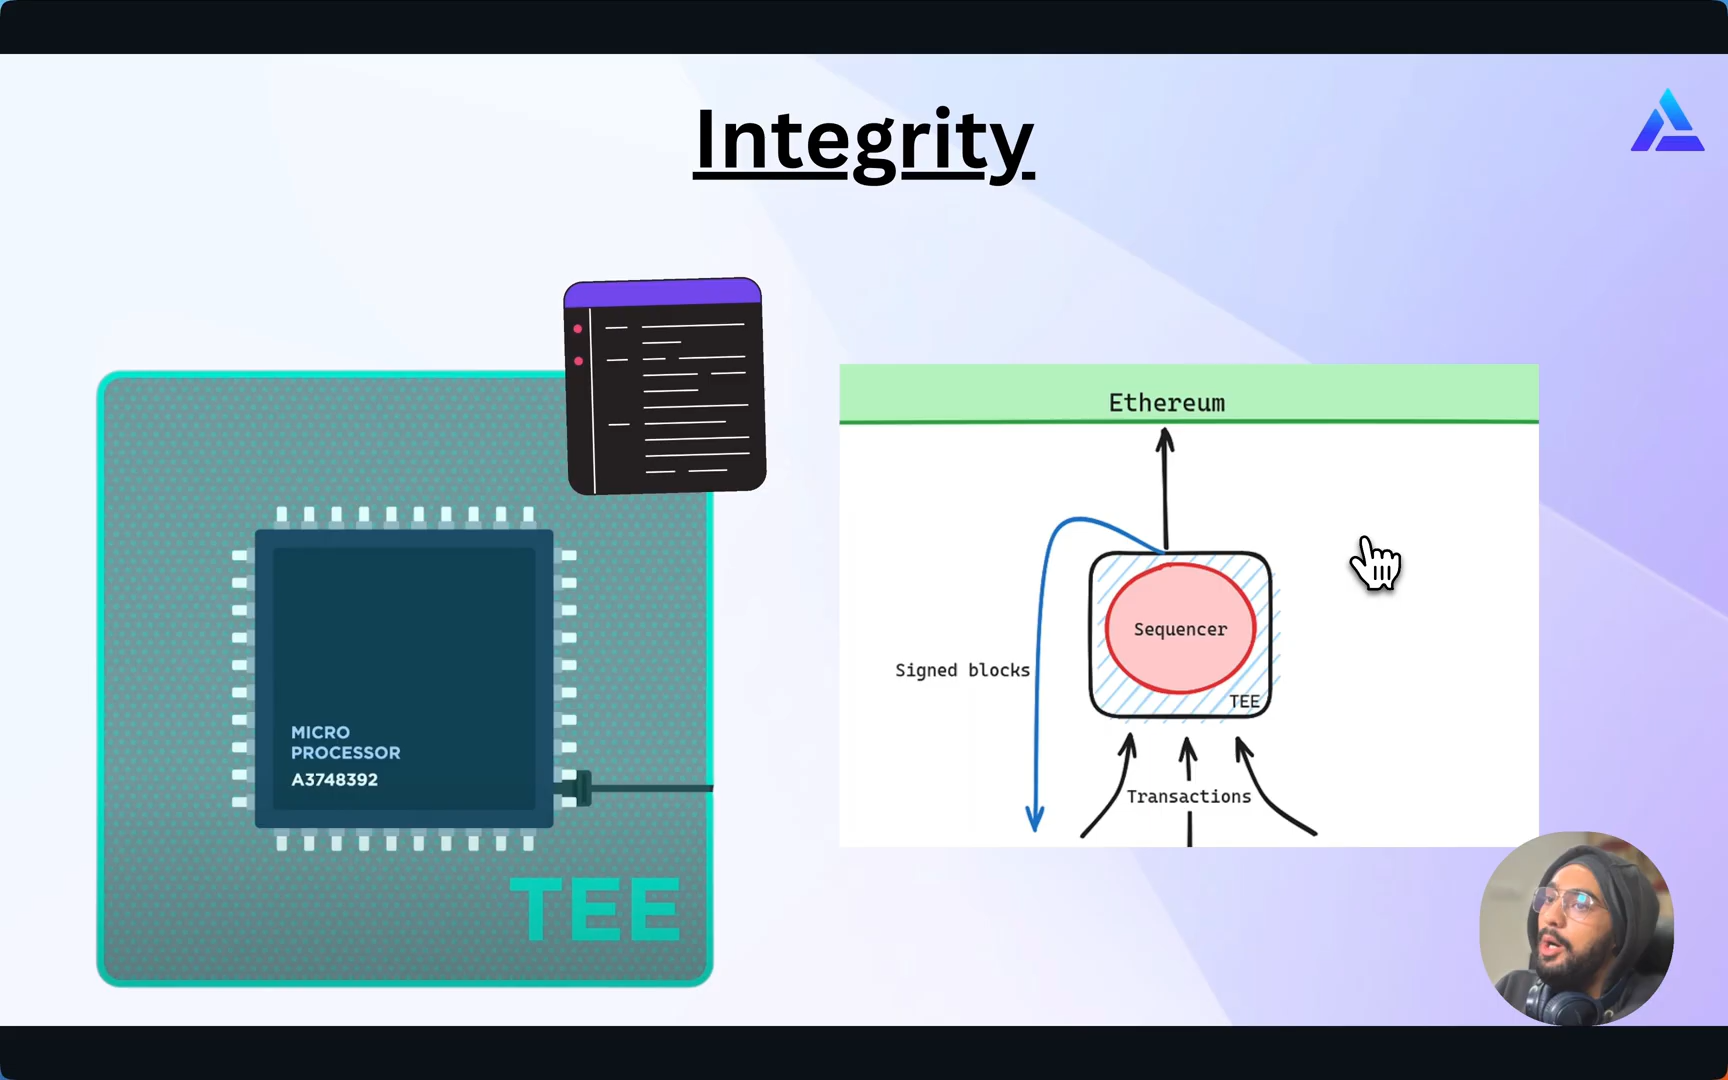 Integrity
MICRO
PROCESSOR
A3748392
TEE
Ethereum
Sequencer
Signed blocks
TEE
Transactions